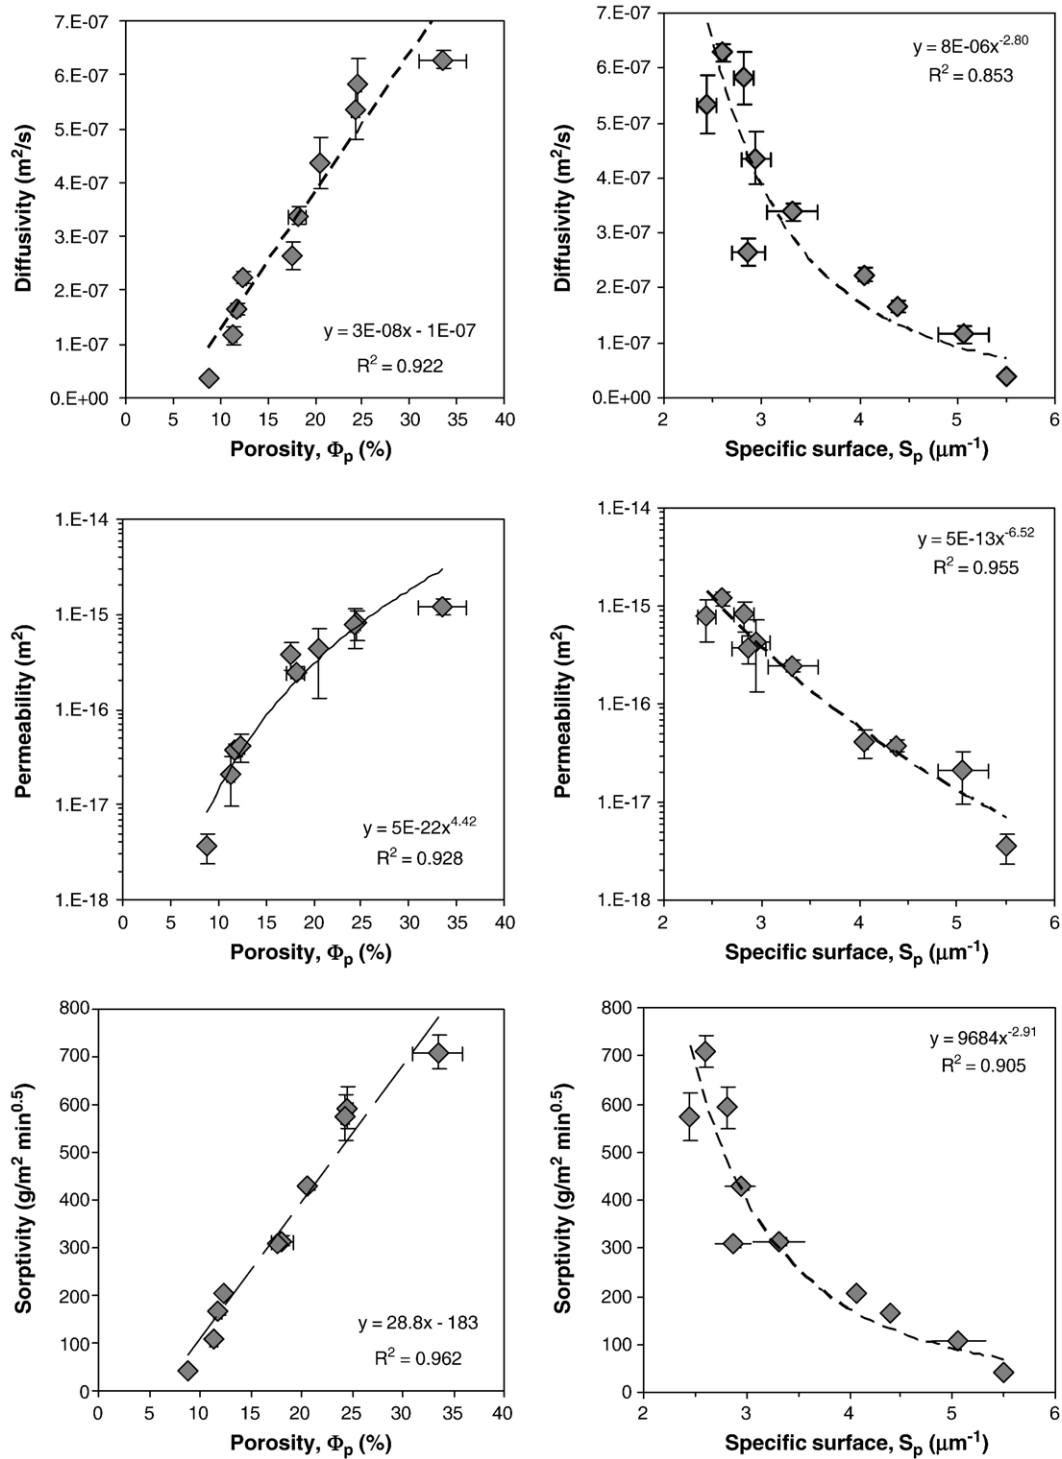 7.E-07
6.E-07
5.E-07
4.E-07
3.E-07
2.E-07
1.E-07
0.E+00
Diffusivity (m²/s)
y = 3E-08x - 1E-07
R² = 0.922
0 5 10 15 20 25 30 35 40
Porosity, Φp (%)
7.E-07
6.E-07
5.E-07
4.E-07
3.E-07
2.E-07
1.E-07
0.E+00
Diffusivity (m²/s)
y = 8E-06x^-2.80
R² = 0.853
2 3 4 5 6
Specific surface, Sp (μm⁻¹)
1.E-14
1.E-15
1.E-16
1.E-17
1.E-18
Permeability (m²)
y = 5E-22x^4.42
R² = 0.928
0 5 10 15 20 25 30 35 40
Porosity, Φp (%)
1.E-14
1.E-15
1.E-16
1.E-17
1.E-18
Permeability (m²)
y = 5E-13x^-6.52
R² = 0.955
2 3 4 5 6
Specific surface, Sp (μm⁻¹)
800
700
600
500
400
300
200
100
0
Sorptivity (g/m² min^0.5)
y = 28.8x - 183
R² = 0.962
0 5 10 15 20 25 30 35 40
Porosity, Φp (%)
800
700
600
500
400
300
200
100
0
Sorptivity (g/m² min^0.5)
y = 9684x^-2.91
R² = 0.905
2 3 4 5 6
Specific surface, Sp (μm⁻¹)